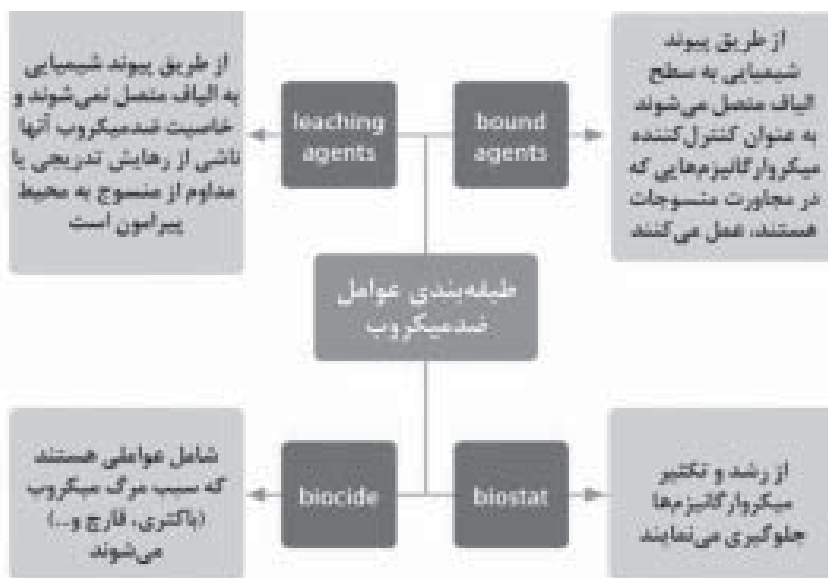 از طریق پیوند
شیمیایی به سطح
الیاف متصل می‌شوند
به عنوان کنترل‌کننده
میکروارگانیزم‌هایی که
در مجاورت منسوجات
هستند، عمل می‌کنند
bound
agents
leaching
agents
از طریق پیوند شیمیایی
به الیاف متصل نمی‌شوند و
خاصیت ضدمیکروب آنها
ناشی از رهایش تدریجی یا
مداوم از منسوج به محیط
پیرامون است
طبقه‌بندی عوامل
ضدمیکروب
از رشد و تکثیر
میکروارگانیزم‌ها
جلوگیری می‌نمایند
biostat
biocide
شامل عواملی هستند
که سبب مرگ میکروب
(باکتری، قارچ و...)
می‌شوند